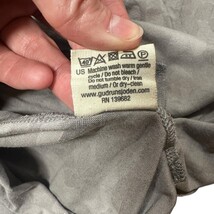 US Machine wash warm gentle
cycle / Do not bleach /
Do not tumble dry / Iron
medium / Or dry-clean
www.gudrunsjoden.com
RN 139682